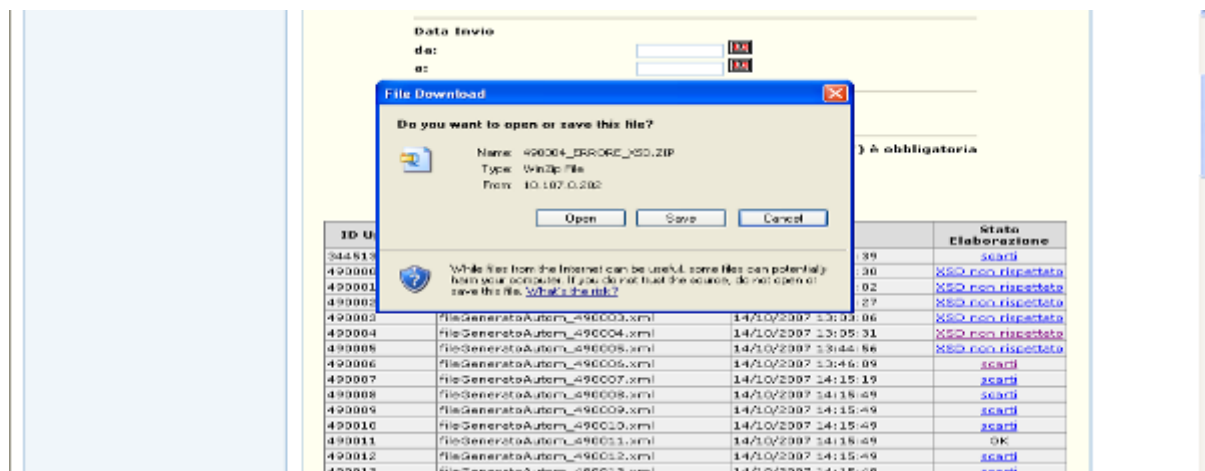 Data Invio
da:
a:
File Download
Do you want to open or save this file?
Name: 490004_ERRORE_XSD.ZIP
Type: WinZip File
From: 10.107.0.202
) è obbligatoria
Open Save Cancel
While files from the Internet can be useful, some files can potentially
harm your computer. If you do not trust the source, do not open or
save this file. What's the risk?
ID Stato
Elaborazione
344513 39 scarti
490000 30 XSD non rispettato
490001 02 XSD non rispettato
490002 27 XSD non rispettato
490003 fileGeneratoAutom_490003.xml 14/10/2007 13:03:06 XSD non rispettato
490004 fileGeneratoAutom_490004.xml 14/10/2007 13:05:31 XSD non rispettato
490005 fileGeneratoAutom_490005.xml 14/10/2007 13:44:56 XSD non rispettato
490006 fileGeneratoAutom_490006.xml 14/10/2007 13:46:09 scarti
490007 fileGeneratoAutom_490007.xml 14/10/2007 14:15:19 scarti
490008 fileGeneratoAutom_490008.xml 14/10/2007 14:15:49 scarti
490009 fileGeneratoAutom_490009.xml 14/10/2007 14:15:49 scarti
490010 fileGeneratoAutom_490010.xml 14/10/2007 14:15:49 scarti
490011 fileGeneratoAutom_490011.xml 14/10/2007 14:15:49 OK
490012 fileGeneratoAutom_490012.xml 14/10/2007 14:15:49 scarti